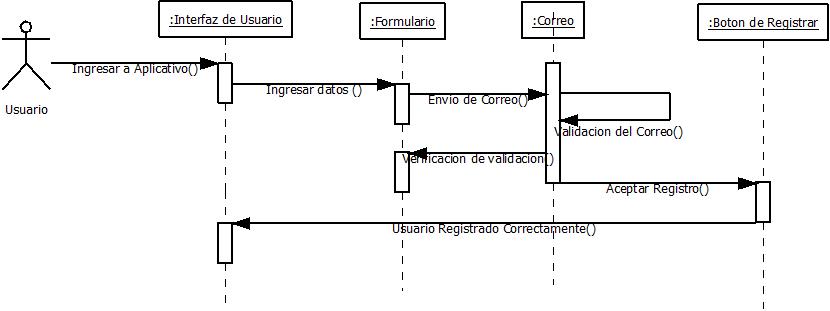 :Interfaz de Usuario
:Formulario
:Correo
:Boton de Registrar
Usuario
Ingresar a Aplicativo()
Ingresar datos ()
Envio de Correo()
Validacion del Correo()
Verificacion de validacion()
Aceptar Registro()
Usuario Registrado Correctamente()